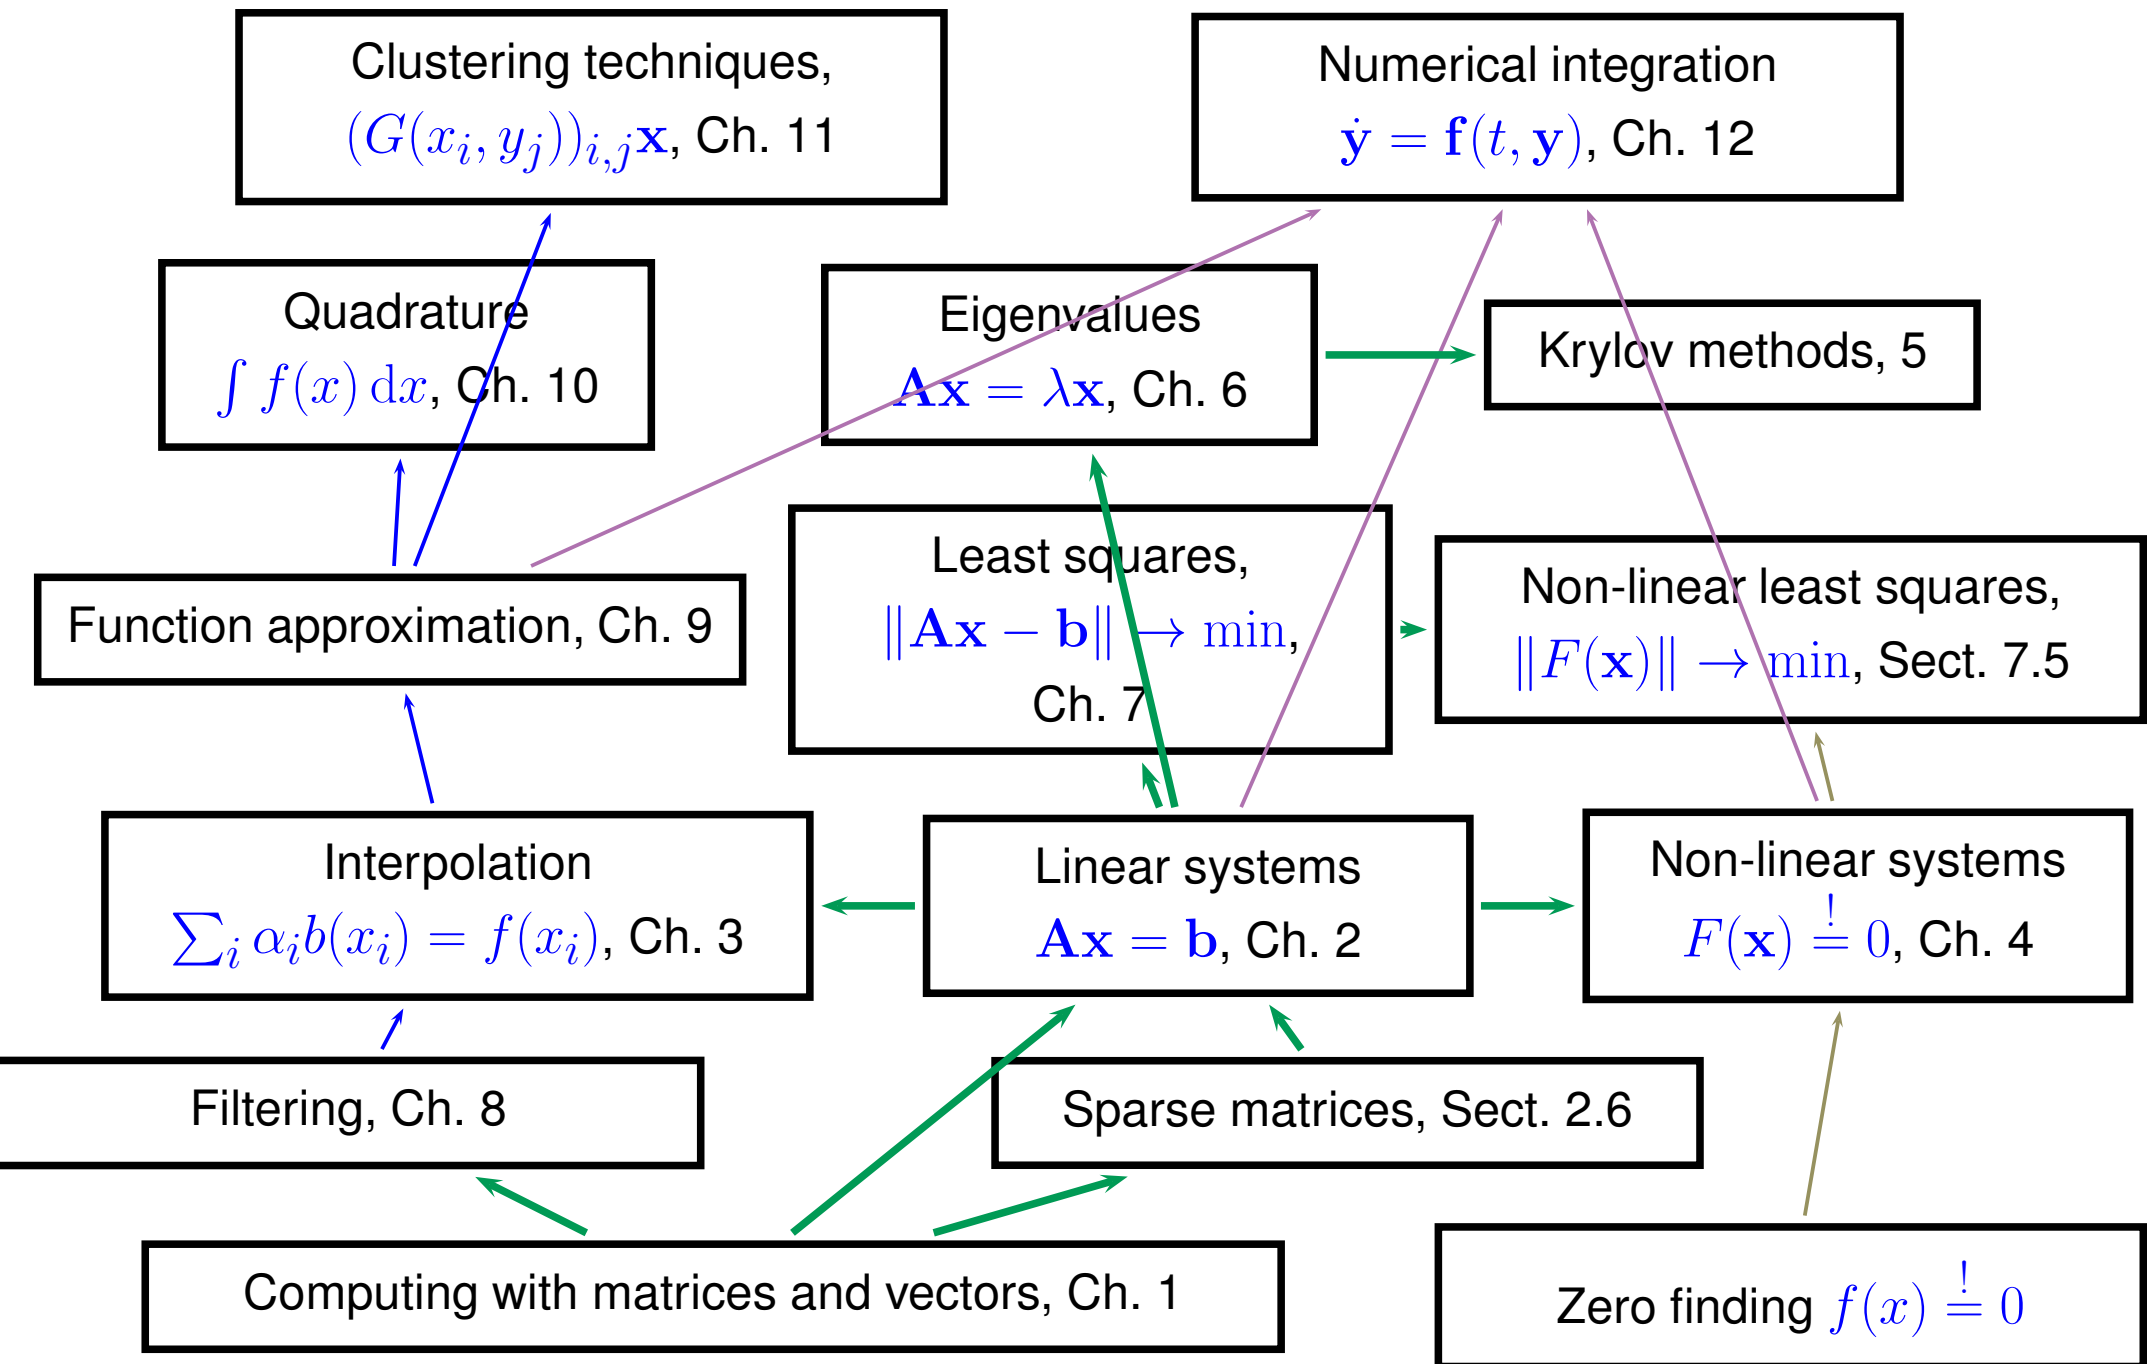 Clustering techniques,
(G(x_i, y_j))_{i,j}𝐱, Ch. 11
Numerical integration
𝐲̇ = 𝐟(t, 𝐲), Ch. 12
Quadrature
∫ f(x) dx, Ch. 10
Eigenvalues
𝐀𝐱 = λ𝐱, Ch. 6
Krylov methods, 5
Function approximation, Ch. 9
Least squares,
‖𝐀𝐱 − 𝐛‖ → min,
Ch. 7
Non-linear least squares,
‖F(𝐱)‖ → min, Sect. 7.5
Interpolation
∑_i α_i b(x_i) = f(x_i), Ch. 3
Linear systems
𝐀𝐱 = 𝐛, Ch. 2
Non-linear systems
F(𝐱) =^! 0, Ch. 4
Filtering, Ch. 8
Sparse matrices, Sect. 2.6
Computing with matrices and vectors, Ch. 1
Zero finding f(x) =^! 0